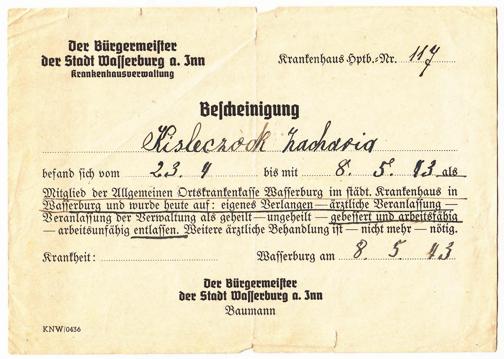 Der Bürgermeister
der Stadt Wasserburg a. Inn
Krankenhausverwaltung
Krankenhaus Hptb.-Nr. 117
Bescheinigung
Kisleczock Zacharia
befand sich vom 23. 4 bis mit 8. 5. 43 als
Mitglied der Allgemeinen Ortskrankenkasse Wasserburg im städt. Krankenhaus in
Wasserburg und wurde heute auf: eigenes Verlangen — ärztliche Veranlassung —
Veranlassung der Verwaltung als geheilt — ungeheilt — gebessert und arbeitsfähig
— arbeitsunfähig entlassen. Weitere ärztliche Behandlung ist — nicht mehr — nötig.
Krankheit: Wasserburg am 8. 5. 43
Der Bürgermeister
der Stadt Wasserburg a. Inn
Baumann
KNW/0436